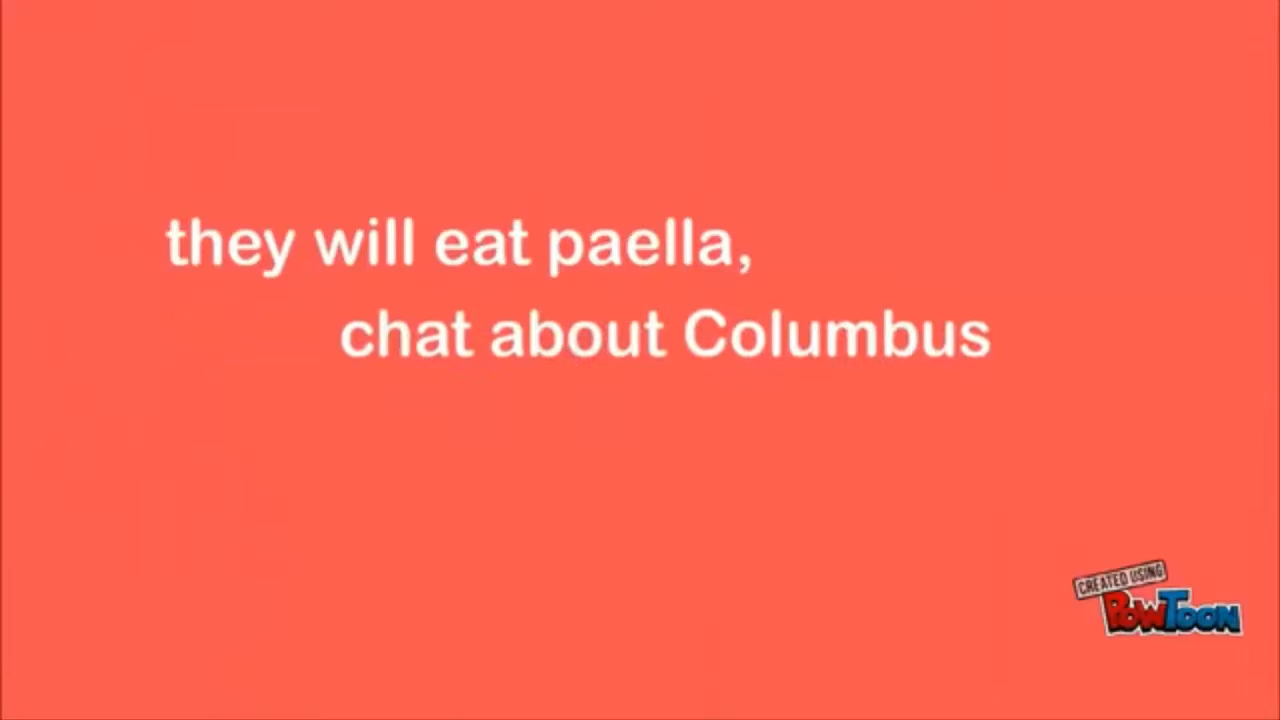 they will eat paella,
chat about Columbus
CREATED USING
PowToon